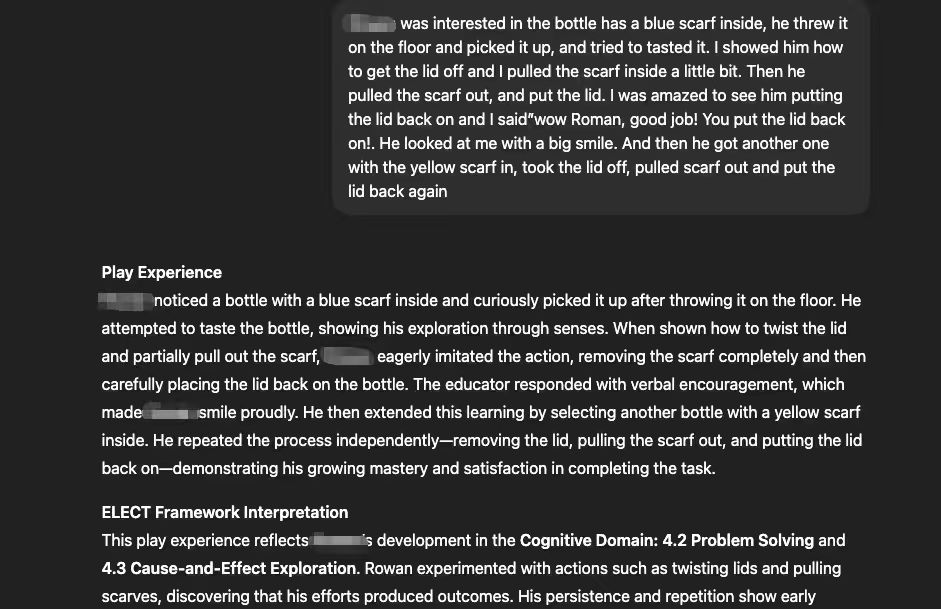 was interested in the bottle has a blue scarf inside, he threw it
on the floor and picked it up, and tried to tasted it. I showed him how
to get the lid off and I pulled the scarf inside a little bit. Then he
pulled the scarf out, and put the lid. I was amazed to see him putting
the lid back on and I said"wow Roman, good job! You put the lid back
on!. He looked at me with a big smile. And then he got another one
with the yellow scarf in, took the lid off, pulled scarf out and put the
lid back again
Play Experience
noticed a bottle with a blue scarf inside and curiously picked it up after throwing it on the floor. He
attempted to taste the bottle, showing his exploration through senses. When shown how to twist the lid
and partially pull out the scarf, eagerly imitated the action, removing the scarf completely and then
carefully placing the lid back on the bottle. The educator responded with verbal encouragement, which
made smile proudly. He then extended this learning by selecting another bottle with a yellow scarf
inside. He repeated the process independently—removing the lid, pulling the scarf out, and putting the lid
back on—demonstrating his growing mastery and satisfaction in completing the task.
ELECT Framework Interpretation
This play experience reflects 's development in the Cognitive Domain: 4.2 Problem Solving and
4.3 Cause-and-Effect Exploration. Rowan experimented with actions such as twisting lids and pulling
scarves, discovering that his efforts produced outcomes. His persistence and repetition show early